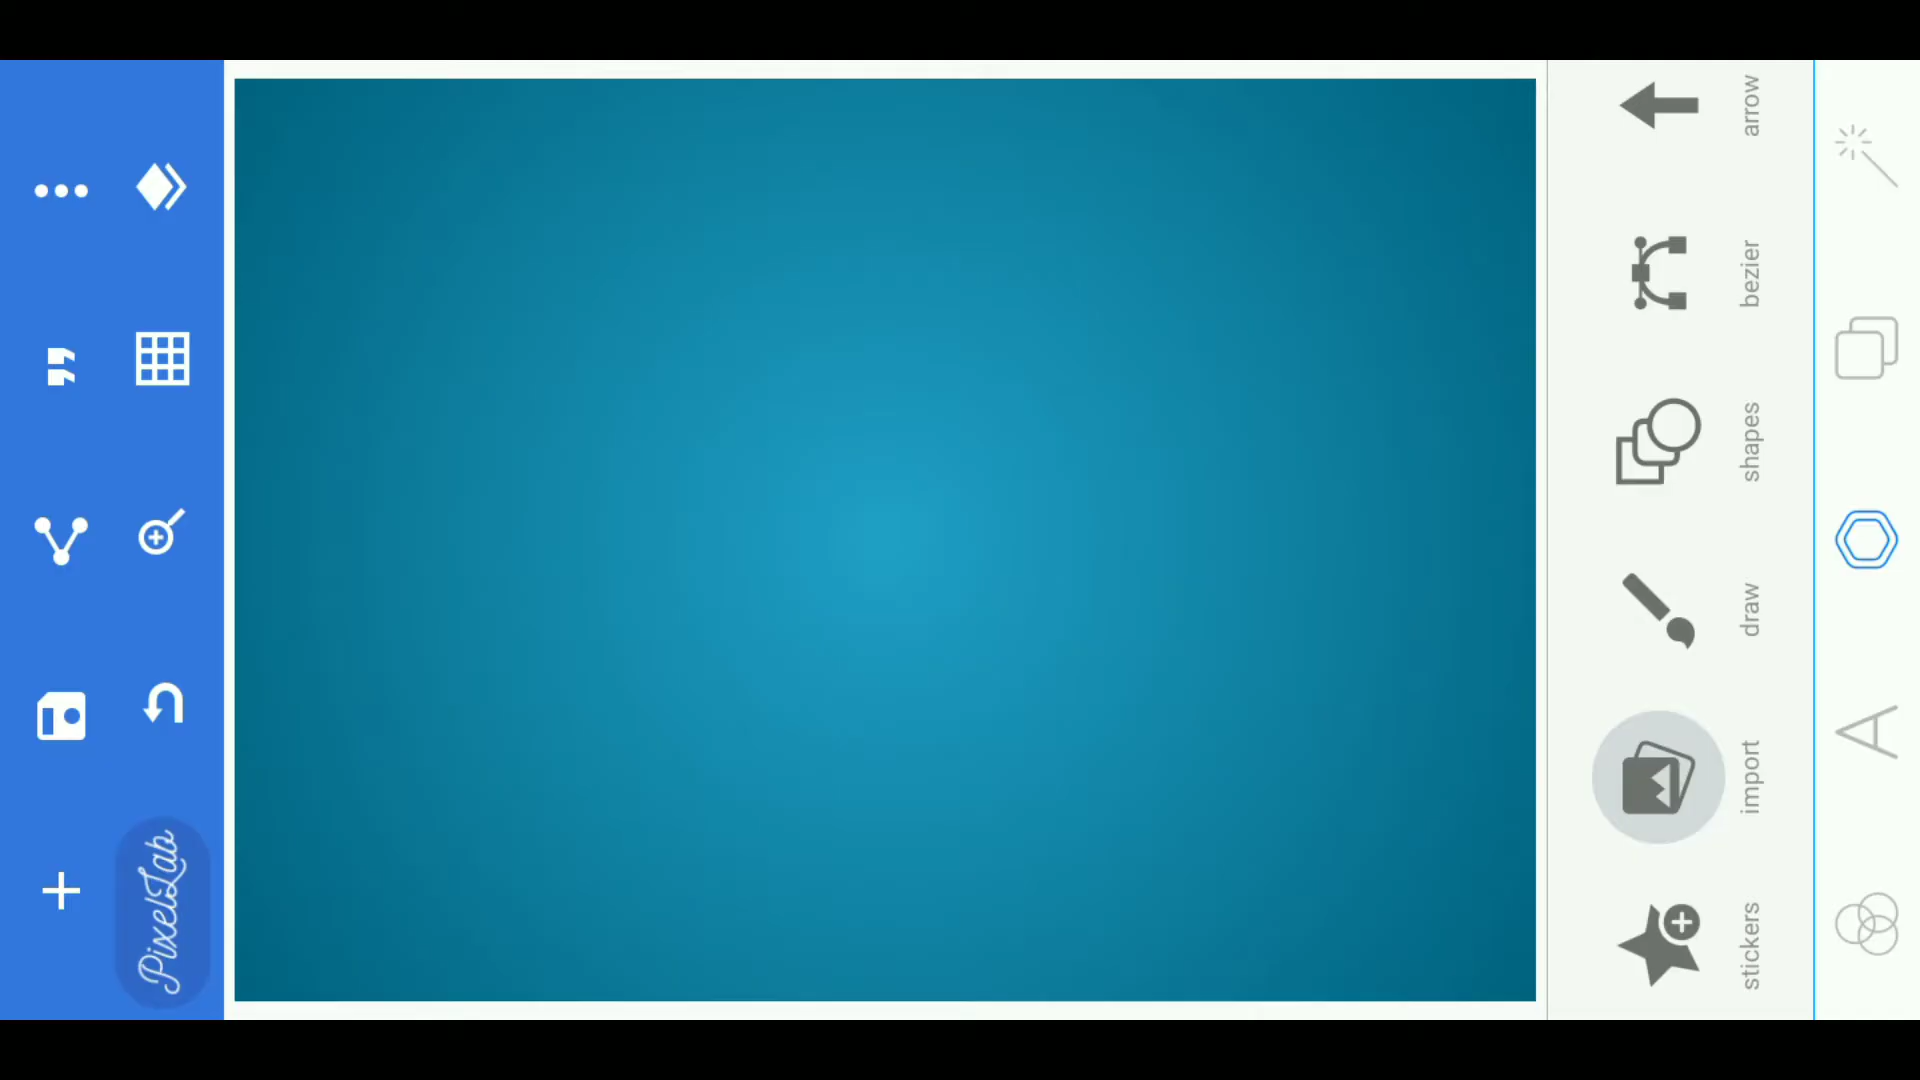 PixelLab
stickers
import
draw
shapes
bezier
arrow